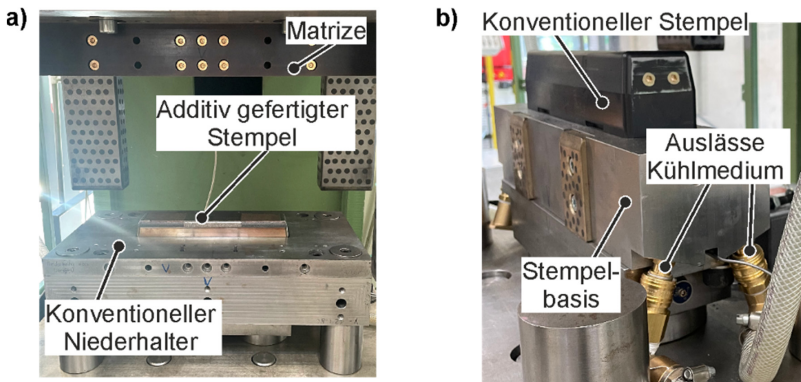 a)
Matrize
Additiv gefertigter
Stempel
Konventioneller
Niederhalter
b)
Konventioneller Stempel
Auslässe
Kühlmedium
Stempel-
basis